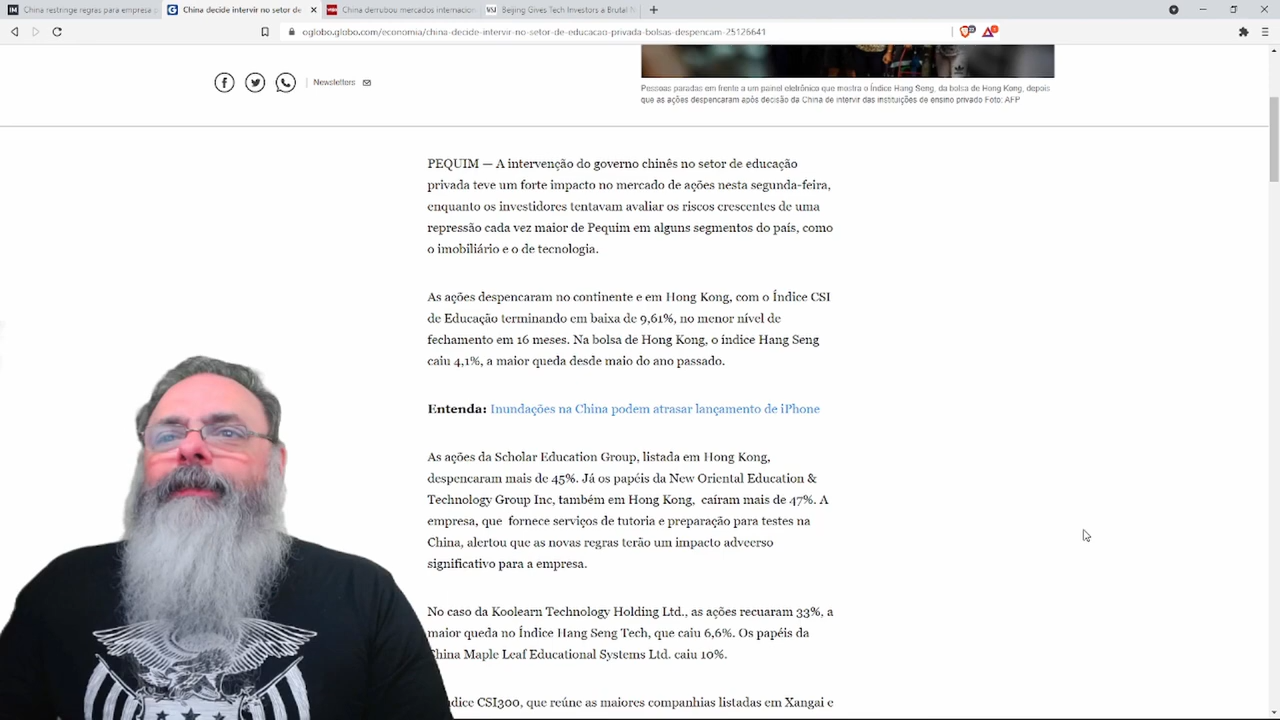 China restringe regras para empresa p
China decide intervir no setor de
China derrubou mercados internacion
Beijing Gives Tech Investors a Brutal N
oglobo.globo.com/economia/china-decide-intervir-no-setor-de-educacao-privada-bolsas-despencam-25126641
Newsletters
Pessoas paradas em frente a um painel eletrônico que mostra o Índice Hang Seng, da bolsa de Hong Kong, depois
que as ações despencaram após decisão da China de intervir das instituições de ensino privado Foto: AFP
PEQUIM — A intervenção do governo chinês no setor de educação
privada teve um forte impacto no mercado de ações nesta segunda-feira,
enquanto os investidores tentavam avaliar os riscos crescentes de uma
repressão cada vez maior de Pequim em alguns segmentos do país, como
o imobiliário e o de tecnologia.
As ações despencaram no continente e em Hong Kong, com o Índice CSI
de Educação terminando em baixa de 9,61%, no menor nível de
fechamento em 16 meses. Na bolsa de Hong Kong, o índice Hang Seng
caiu 4,1%, a maior queda desde maio do ano passado.
Entenda: Inundações na China podem atrasar lançamento de iPhone
As ações da Scholar Education Group, listada em Hong Kong,
despencaram mais de 45%. Já os papéis da New Oriental Education &
Technology Group Inc, também em Hong Kong, caíram mais de 47%. A
empresa, que fornece serviços de tutoria e preparação para testes na
China, alertou que as novas regras terão um impacto adveerso
significativo para a empresa.
No caso da Koolearn Technology Holding Ltd., as ações recuaram 33%, a
maior queda no Índice Hang Seng Tech, que caiu 6,6%. Os papéis da
China Maple Leaf Educational Systems Ltd. caiu 10%.
ndice CSI300, que reúne as maiores companhias listadas em Xangai e